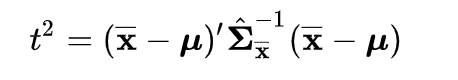 t² = (x̄ − μ)′ Σ̂_x̄⁻¹ (x̄ − μ)